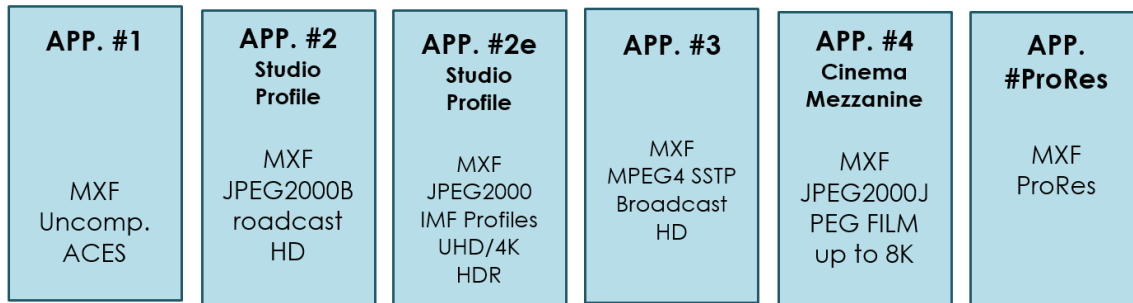 APP. #1
MXF
Uncomp.
ACES
APP. #2
Studio
Profile
MXF
JPEG2000B
roadcast
HD
APP. #2e
Studio
Profile
MXF
JPEG2000
IMF Profiles
UHD/4K
HDR
APP. #3
MXF
MPEG4 SSTP
Broadcast
HD
APP. #4
Cinema
Mezzanine
MXF
JPEG2000J
PEG FILM
up to 8K
APP.
#ProRes
MXF
ProRes